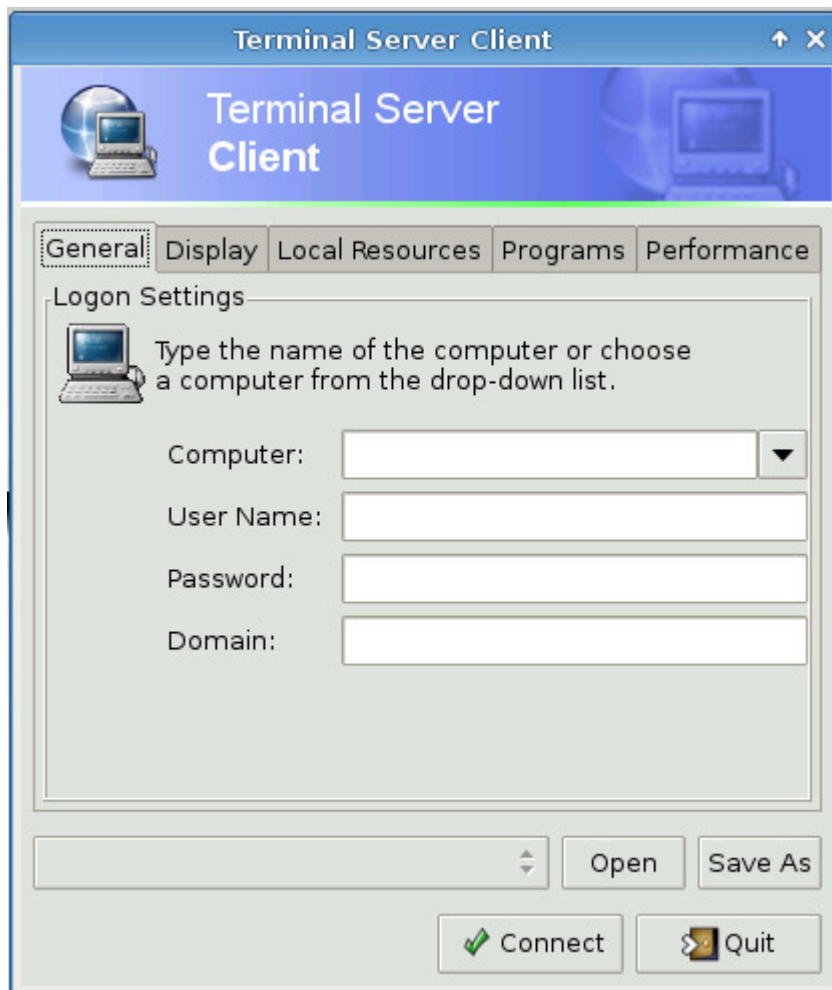 Terminal Server Client
Terminal Server
Client
General Display Local Resources Programs Performance
Logon Settings
Type the name of the computer or choose
a computer from the drop-down list.
Computer:
User Name:
Password:
Domain:
Open Save As
Connect Quit